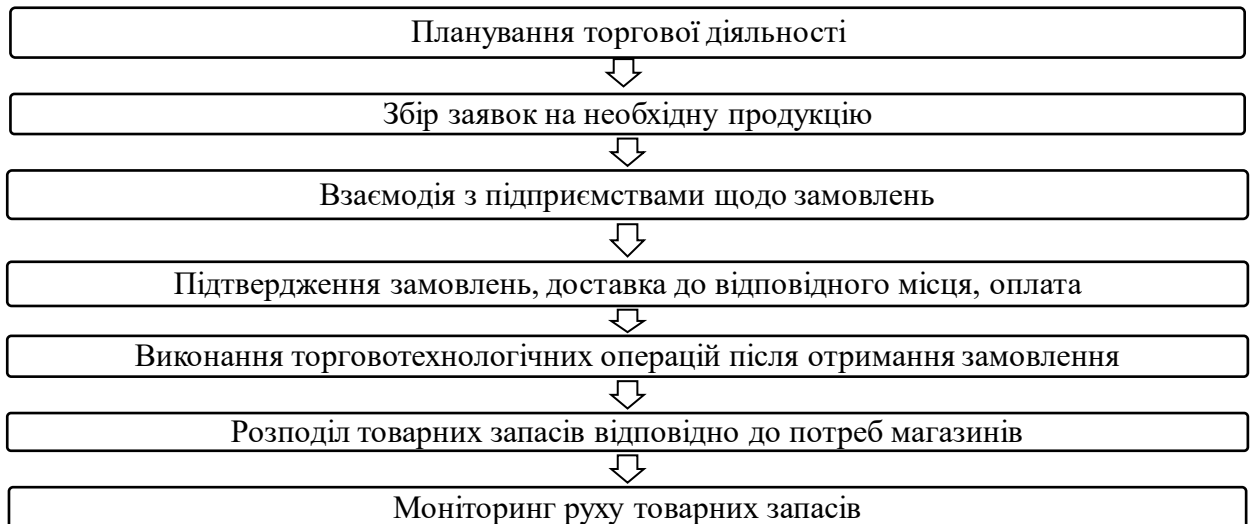 Планування торгової діяльності
Збір заявок на необхідну продукцію
Взаємодія з підприємствами щодо замовлень
Підтвердження замовлень, доставка до відповідного місця, оплата
Виконання торговотехнологічних операцій після отримання замовлення
Розподіл товарних запасів відповідно до потреб магазинів
Моніторинг руху товарних запасів